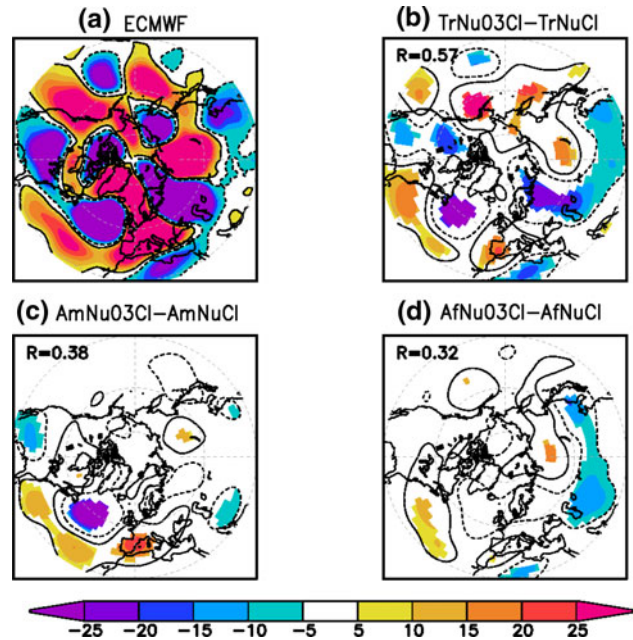 (a) ECMWF
(b) TrNu03Cl−TrNuCl
R=0.57
(c) AmNu03Cl−AmNuCl
R=0.38
(d) AfNu03Cl−AfNuCl
R=0.32
−25 −20 −15 −10 −5 5 10 15 20 25